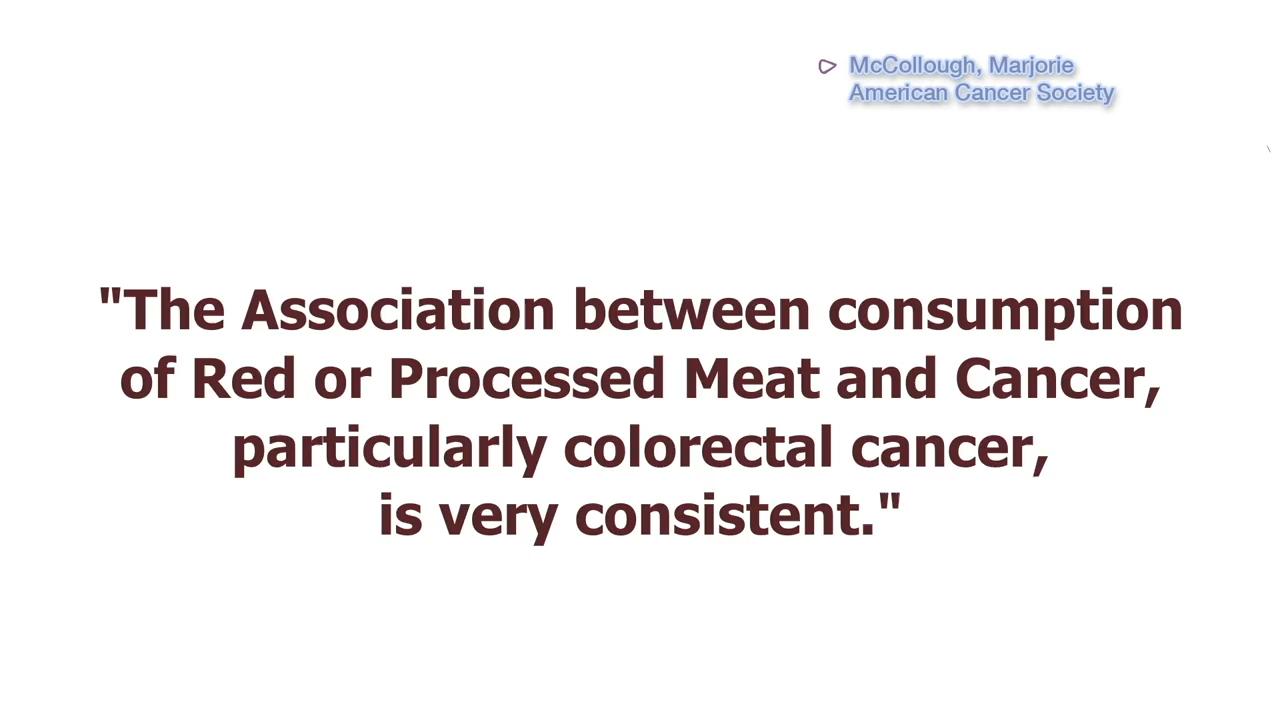 McCollough, Marjorie
American Cancer Society
"The Association between consumption
of Red or Processed Meat and Cancer,
particularly colorectal cancer,
is very consistent."